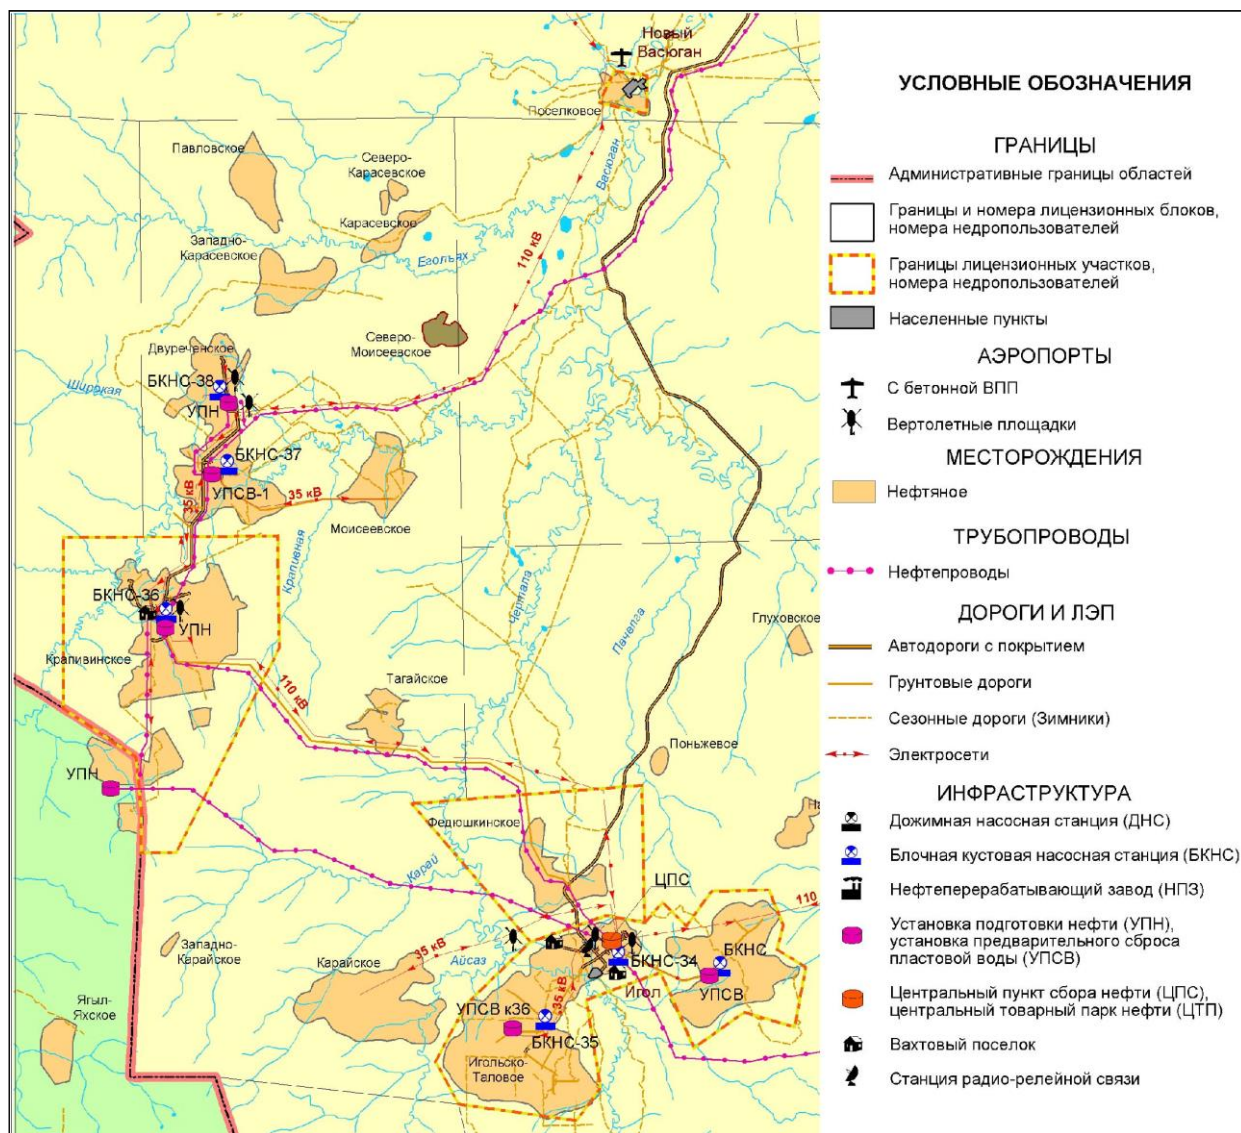 Новый
Васюган
Поселковое
Павловское
Северо-
Карасевское
Карасевское
Западно-
Карасевское
Егольях
Васюган
110 кВ
Северо-
Моисеевское
Двуреченское
Широкая
БКНС-38
УПН
БКНС-37
УПСВ-1
35 кВ
35 кВ
Моисеевское
Крапивная
Чертала
Пачелга
Глуховское
БКНС-36
УПН
Крапивинское
110 кВ
Тагайское
Поньжевое
УПН
На
Федюшкинское
Карай
ЦПС
110
Западно-
Карайское
Карайское
35 кВ
Айсаз
БКНС
БКНС-34
УПСВ
Игол
Ягыл-
Яхское
УПСВ к36
35 кВ
БКНС-35
Игольско-
Таловое
УСЛОВНЫЕ ОБОЗНАЧЕНИЯ
ГРАНИЦЫ
Административные границы областей
Границы и номера лицензионных блоков,
номера недропользователей
Границы лицензионных участков,
номера недропользователей
Населенные пункты
АЭРОПОРТЫ
С бетонной ВПП
Вертолетные площадки
МЕСТОРОЖДЕНИЯ
Нефтяное
ТРУБОПРОВОДЫ
Нефтепроводы
ДОРОГИ И ЛЭП
Автодороги с покрытием
Грунтовые дороги
Сезонные дороги (Зимники)
Электросети
ИНФРАСТРУКТУРА
Дожимная насосная станция (ДНС)
Блочная кустовая насосная станция (БКНС)
Нефтеперерабатывающий завод (НПЗ)
Установка подготовки нефти (УПН),
установка предварительного сброса
пластовой воды (УПСВ)
Центральный пункт сбора нефти (ЦПС),
центральный товарный парк нефти (ЦТП)
Вахтовый поселок
Станция радио-релейной связи